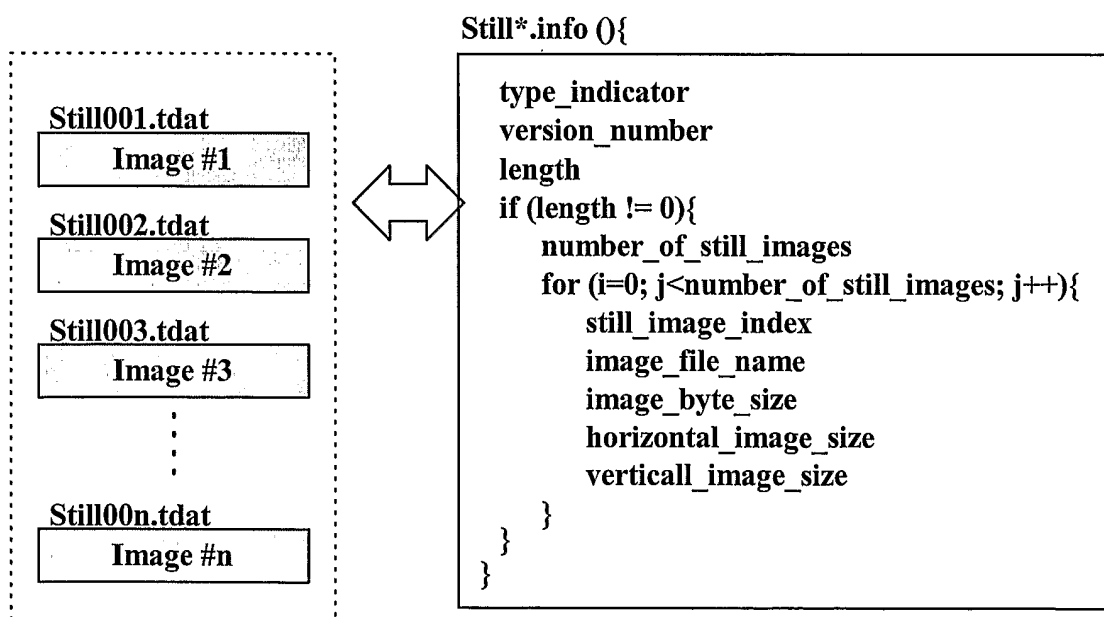 Still*.info (){
Still001.tdat
Image #1
Still002.tdat
Image #2
Still003.tdat
Image #3
Still00n.tdat
Image #n
type_indicator
version_number
length
if (length != 0){
number_of_still_images
for (i=0; j<number_of_still_images; j++){
still_image_index
image_file_name
image_byte_size
horizontal_image_size
verticall_image_size
}
}
}